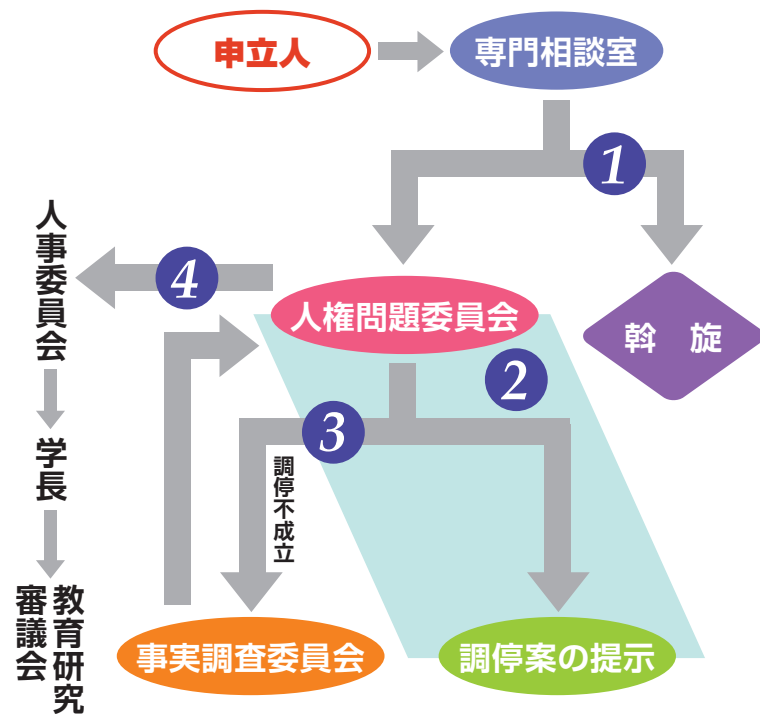 申立人
専門相談室
1
人事委員会
4
人権問題委員会
斡 旋
2
3
学長
調停不成立
教育研究
審議会
事実調査委員会
調停案の提示